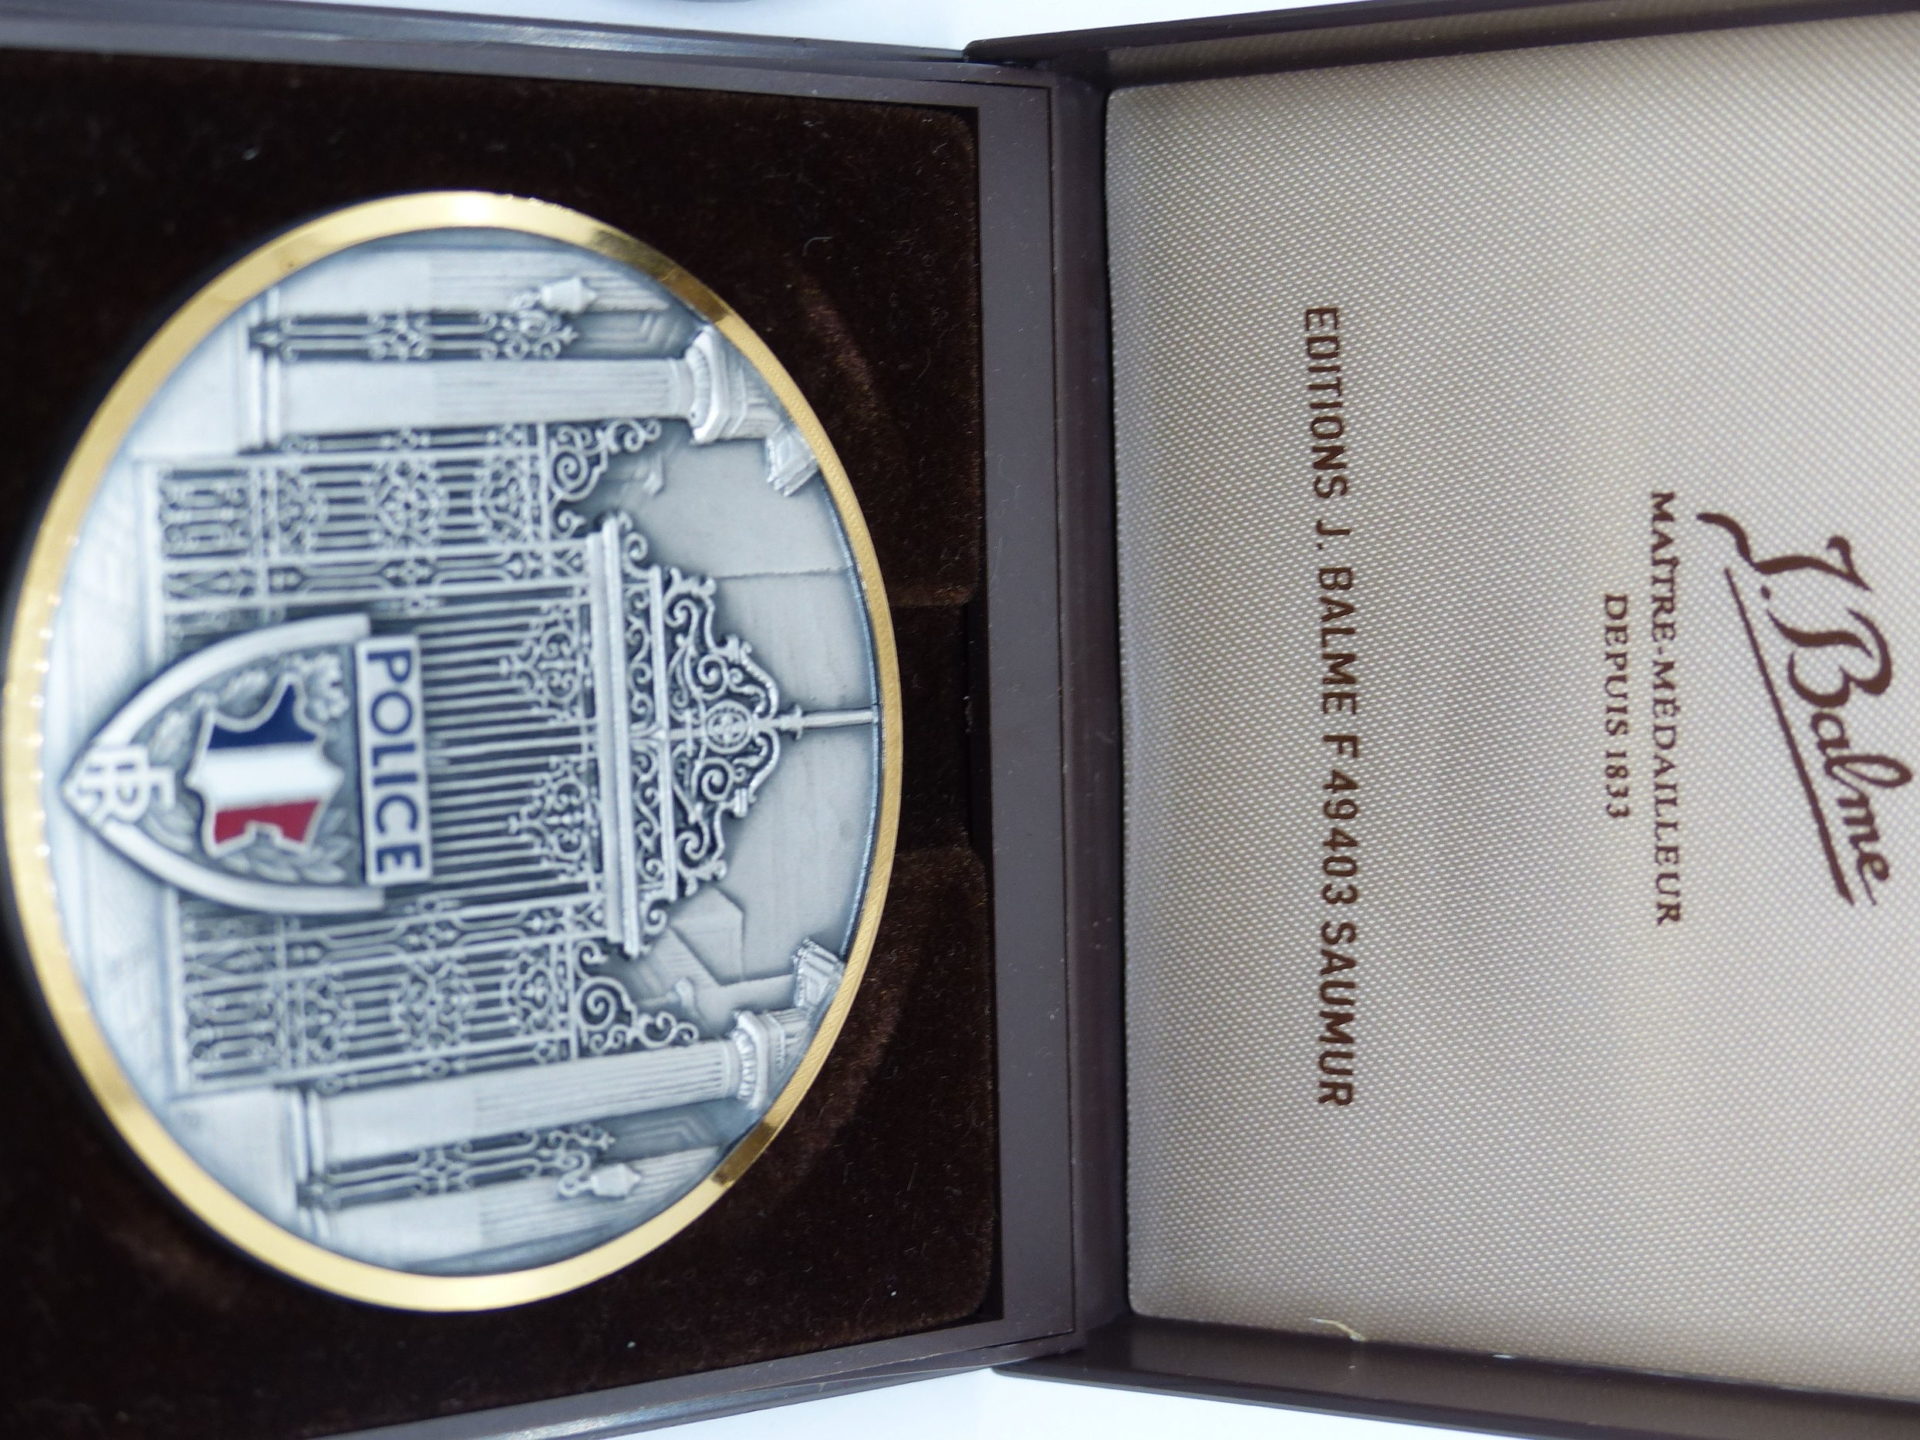 J. Balme
MAÎTRE-MÉDAILLEUR
DEPUIS 1833
EDITIONS J. BALME F 49403 SAUMUR
POLICE
RF